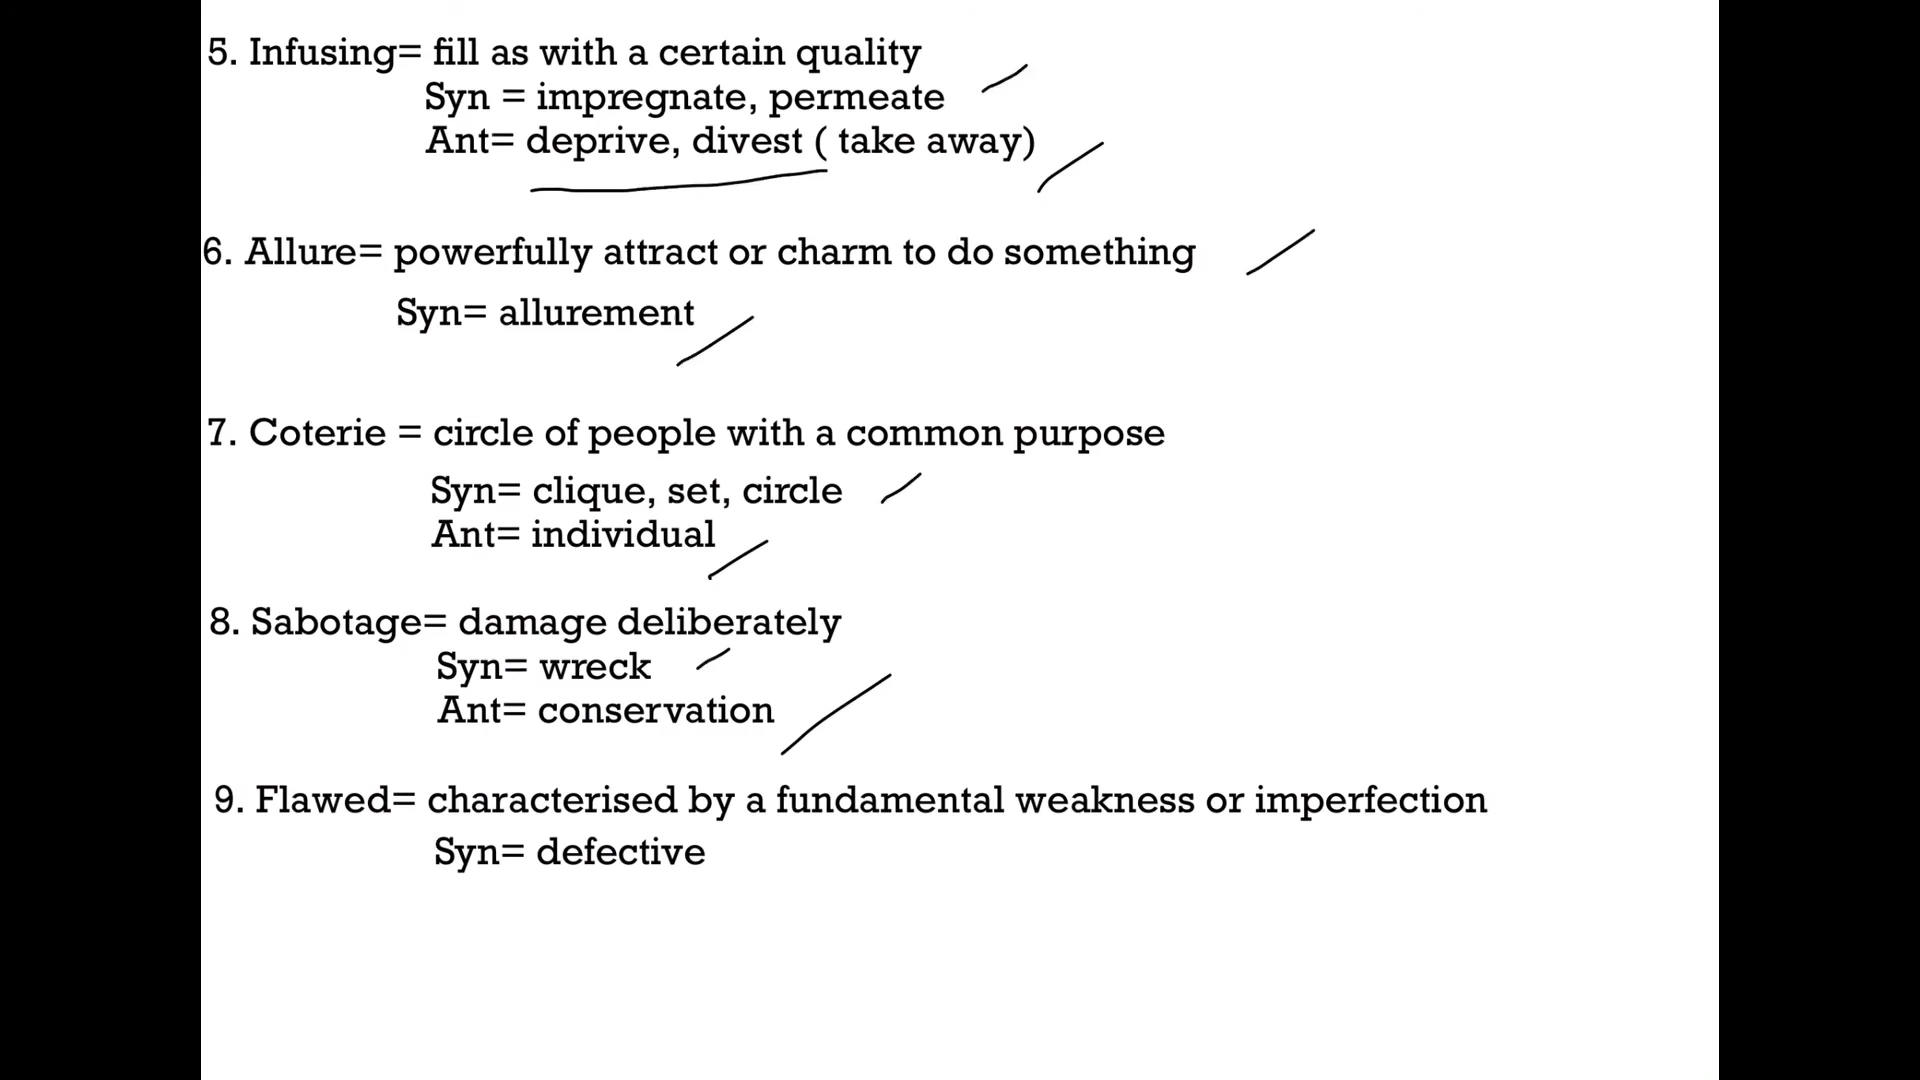 5. Infusing= fill as with a certain quality
Syn = impregnate, permeate
Ant= deprive, divest ( take away)
6. Allure= powerfully attract or charm to do something
Syn= allurement
7. Coterie = circle of people with a common purpose
Syn= clique, set, circle
Ant= individual
8. Sabotage= damage deliberately
Syn= wreck
Ant= conservation
9. Flawed= characterised by a fundamental weakness or imperfection
Syn= defective